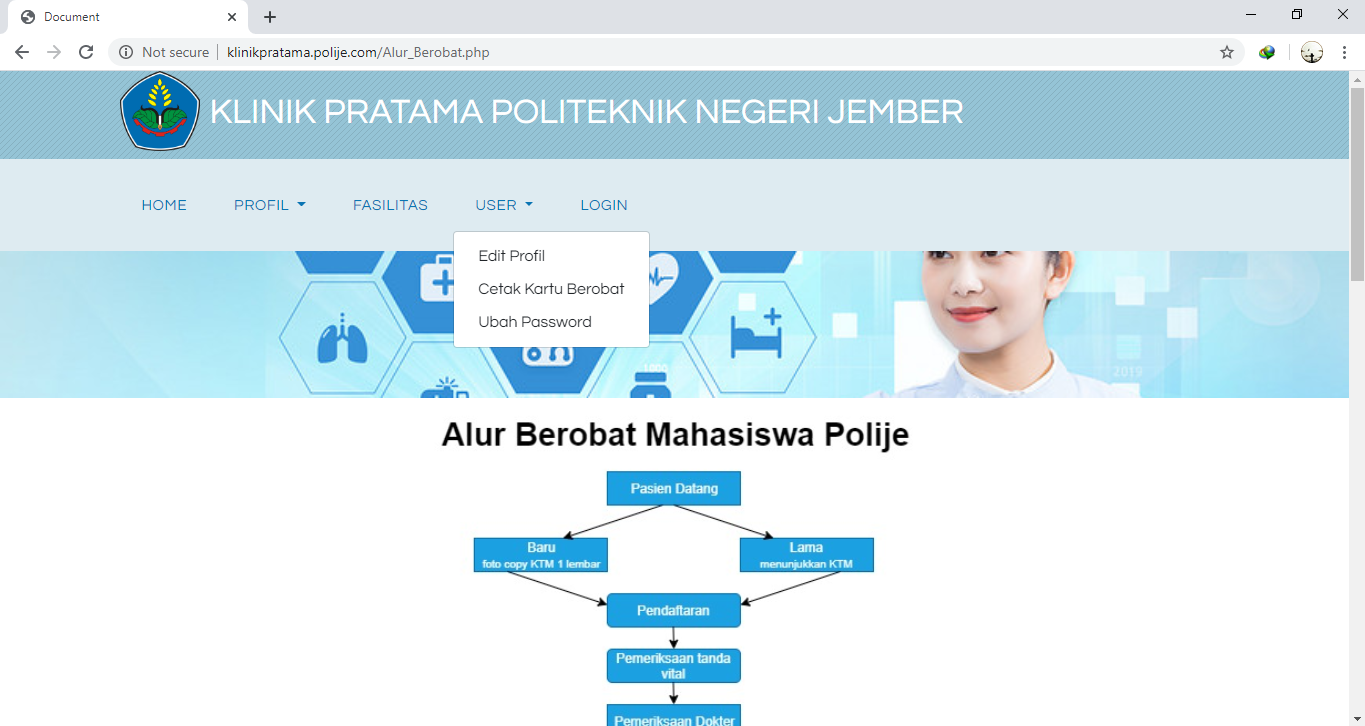 Document
Not secure
klinikpratama.polije.com/Alur_Berobat.php
KLINIK PRATAMA POLITEKNIK NEGERI JEMBER
HOME
PROFIL
FASILITAS
USER
LOGIN
Edit Profil
Cetak Kartu Berobat
Ubah Password
1000
2019
Alur Berobat Mahasiswa Polije
Pasien Datang
Baru
foto copy KTM 1 lembar
Lama
menunjukkan KTM
Pendaftaran
Pemeriksaan tanda
vital
Pemeriksaan Dokter